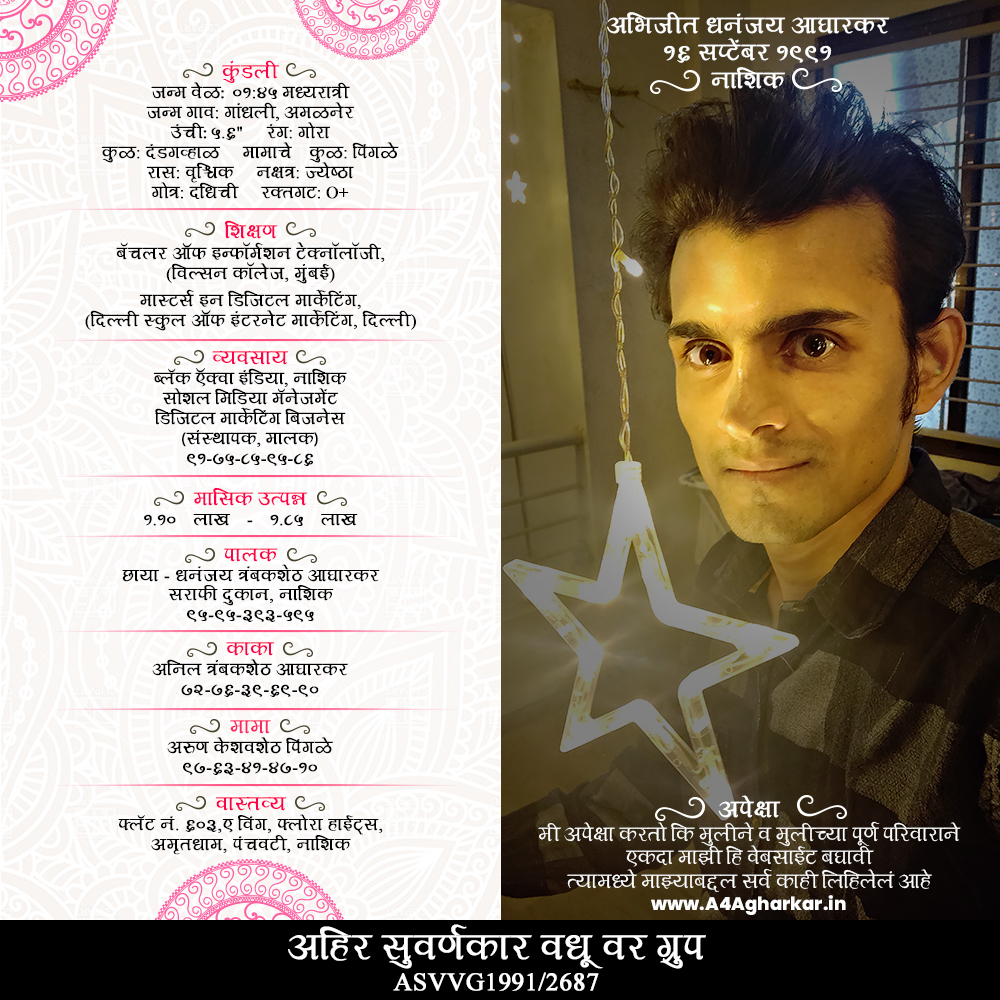 कुंडली
जन्म वेळ: ०१:४५ मध्यरात्री
जन्म गाव: गांधली, अमळनेर
उंची: ५.६" रंग: गोरा
कुळ: दंडगव्हाळ मामाचे कुळ: पिंगळे
रास: वृश्चिक नक्षत्र: ज्येष्ठा
गोत्र: दधिची रक्तगट: O+
शिक्षण
बॅचलर ऑफ इन्फॉर्मशन टेक्नॉलॉजी,
(विल्सन कॉलेज, मुंबई)
मास्टर्स इन डिजिटल मार्केटिंग,
(दिल्ली स्कुल ऑफ इंटरनेट मार्केटिंग, दिल्ली)
व्यवसाय
ब्लॅक ऍक्वा इंडिया, नाशिक
सोशल मिडिया मॅनेजमेंट
डिजिटल मार्केटिंग बिजनेस
(संस्थापक, मालक)
९१-७५-८५-९५-८६
मासिक उत्पन्न
१.१० लाख - १.८५ लाख
पालक
छाया - धनंजय त्रंबकशेठ आघारकर
सराफी दुकान, नाशिक
९५-९५-३९३-५९५
काका
अनिल त्रंबकशेठ आघारकर
७२-७६-३९-६९-९०
मामा
अरुण केशवशेठ पिंगळे
९७-६३-४१-४७-१०
वास्तव्य
फ्लॅट नं. ६०३,ए विंग, फ्लोरा हाईट्स,
अमृतधाम, पंचवटी, नाशिक
अभिजीत धनंजय आघारकर
१६ सप्टेंबर १९९१
नाशिक
अपेक्षा
मी अपेक्षा करतो कि मुलीने व मुलीच्या पूर्ण परिवाराने
एकदा माझी हि वेबसाईट बघावी
त्यामध्ये माझ्याबद्दल सर्व काही लिहिलेलं आहे
www.A4Agharkar.in
अहिर सुवर्णकार वधू वर ग्रुप
ASVVG1991/2687